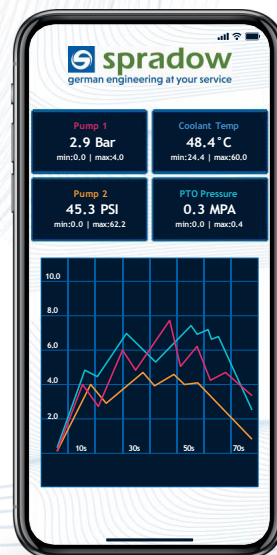 spradow
german engineering at your service
Pump 1
2.9 Bar
min:0.0 | max:4.0
Coolant Temp
48.4°C
min:24.4 | max:60.0
Pump 2
45.3 PSI
min:0.0 | max:62.2
PTO Pressure
0.3 MPA
min:0.0 | max:0.4
10.0
8.0
6.0
4.0
2.0
10s
30s
50s
70s